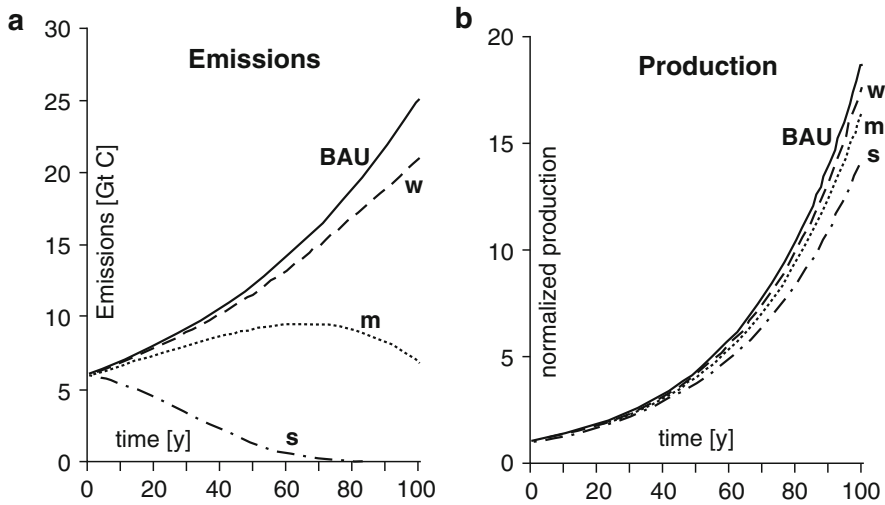 a
Emissions
Emissions [Gt C]
30
25
20
15
10
5
0
BAU
w
m
s
time [y]
0 20 40 60 80 100
b
Production
normalized production
20
15
10
5
0
BAU
w
m
s
time [y]
0 20 40 60 80 100